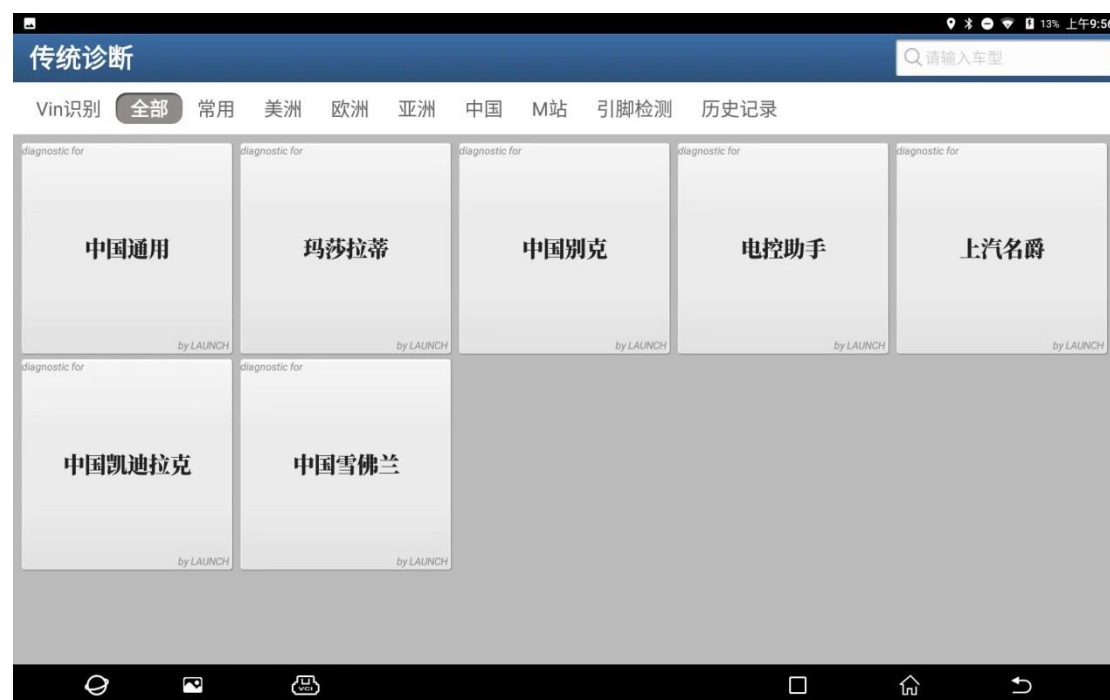 13% 上午9:56
传统诊断
请输入车型
Vin识别 全部 常用 美洲 欧洲 亚洲 中国 M站 引脚检测 历史记录
diagnostic for diagnostic for diagnostic for diagnostic for diagnostic for
中国通用 玛莎拉蒂 中国别克 电控助手 上汽名爵
by LAUNCH by LAUNCH by LAUNCH by LAUNCH by LAUNCH
diagnostic for diagnostic for
中国凯迪拉克 中国雪佛兰
by LAUNCH by LAUNCH
VCI